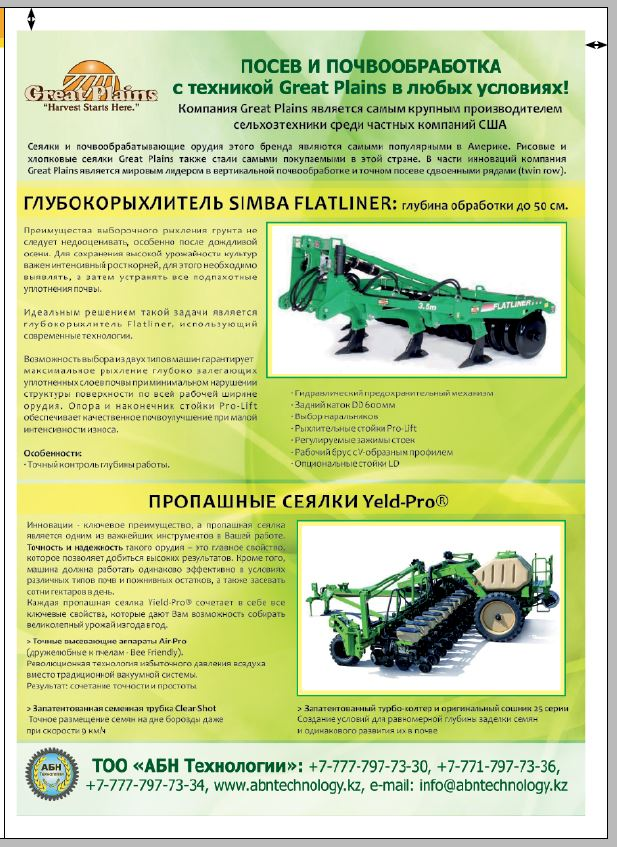 Great Plains
"Harvest Starts Here."
ПОСЕВ И ПОЧВООБРАБОТКА
с техникой Great Plains в любых условиях!
Компания Great Plains является самым крупным производителем
сельхозтехники среди частных компаний США
Сеялки и почвообрабатывающие орудия этого бренда являются самыми популярными в Америке. Рисовые и
хлопковые сеялки Great Plains также стали самыми покупаемыми в этой стране. В части инноваций компания
Great Plains является мировым лидером в вертикальной почвообработке и точном посеве сдвоенными рядами (twin row).
ГЛУБОКОРЫХЛИТЕЛЬ SIMBA FLATLINER: глубина обработки до 50 см.
Преимущества выборочного рыхления грунта не
следует недооценивать, особенно после дождливой
осени. Для сохранения высокой урожайности культур
важен интенсивный рост корней, для этого необходимо
выявлять, а затем устранять все подпахотные
уплотнения почвы.
Идеальным решением такой задачи является
глубокорыхлитель Flatliner, использующий
современные технологии.
Возможность выбора из двух типов машин гарантирует
максимальное рыхление глубоко залегающих
уплотненных слоев почвы при минимальном нарушении
структуры поверхности по всей рабочей ширине
орудия. Опора и наконечник стойки Pro-Lift
обеспечивает качественное почвоулучшение при малой
интенсивности износа.
Особенности:
· Точный контроль глубины работы.
3.5m
FLATLINER
· Гидравлический предохранительный механизм
· Задний каток DD 600мм
· Выбор наральников
· Рыхлительные стойки Pro-Lift
· Регулируемые зажимы стоек
· Рабочий брус с V-образным профилем
· Опциональные стойки LD
ПРОПАШНЫЕ СЕЯЛКИ Yeld-Pro®
Инновации - ключевое преимущество, а пропашная сеялка
является одним из важнейших инструментов в Вашей работе.
Точность и надежность такого орудия – это главное свойство,
которое позволяет добиться высоких результатов. Кроме того,
машина должна работать одинаково эффективно в условиях
различных типов почв и пожнивных остатков, а также засевать
сотни гектаров в день.
Каждая пропашная сеялка Yield-Pro® сочетает в себе все
ключевые свойства, которые дают Вам возможность собирать
великолепный урожай из года в год.
> Точные высевающие аппараты Air-Pro
(дружелюбные к пчелам - Bee Friendly).
Революционная технология избыточного давления воздуха
вместо традиционной вакуумной системы.
Результат: сочетание точности и простоты.
> Запатентованная семенная трубка Clear-Shot
Точное размещение семян на дне борозды даже
при скорости 9 км/ч
> Запатентованный турбо-колтер и оригинальный сошник 25 серии
Создание условий для равномерной глубины заделки семян
и одинакового развития их в почве
АБН
Технологии
ТОО «АБН Технологии»: +7-777-797-73-30, +7-771-797-73-36,
+7-777-797-73-34, www.abntechnology.kz, e-mail: info@abntechnology.kz